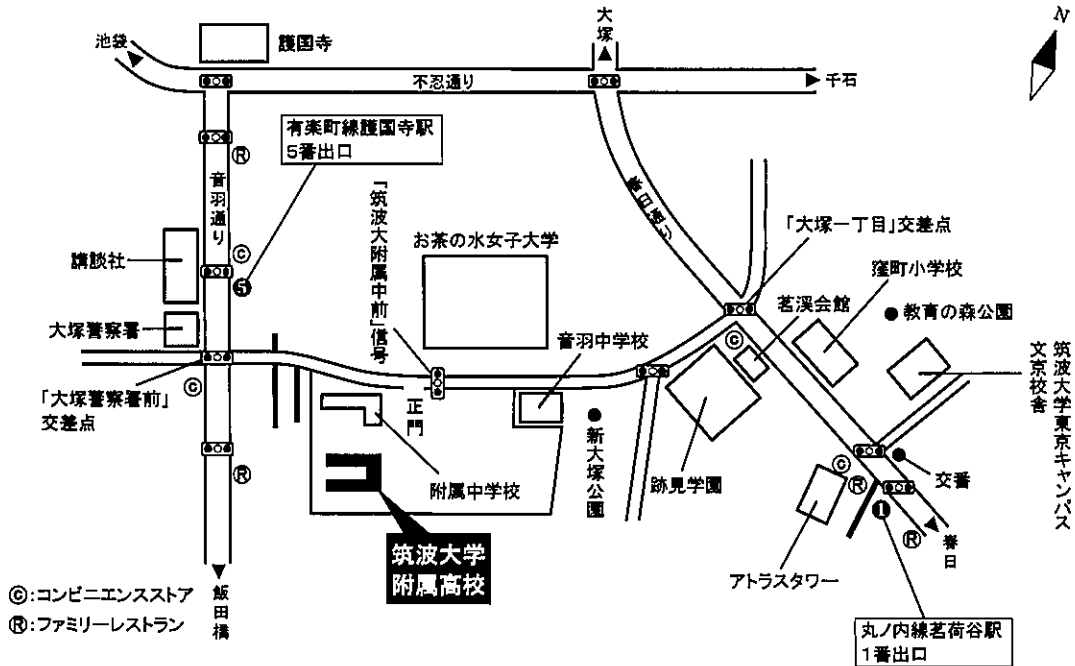 大塚
N
池袋
護国寺
不忍通り
千石
有楽町線護国寺駅
5番出口
R
音羽通り
春日通り
「筑波大附属中前」信号
お茶の水女子大学
「大塚一丁目」交差点
窪町小学校
C
講談社
5
茗溪会館
教育の森公園
大塚警察署
音羽中学校
C
筑波大学東京キャンパス
文京校舎
C
「大塚警察署前」
交差点
正門
新大塚公園
R
附属中学校
跡見学園
C
R
交番
1
R
春日
筑波大学
附属高校
アトラスタワー
飯田橋
C:コンビニエンスストア
R:ファミリーレストラン
丸ノ内線茗荷谷駅
1番出口